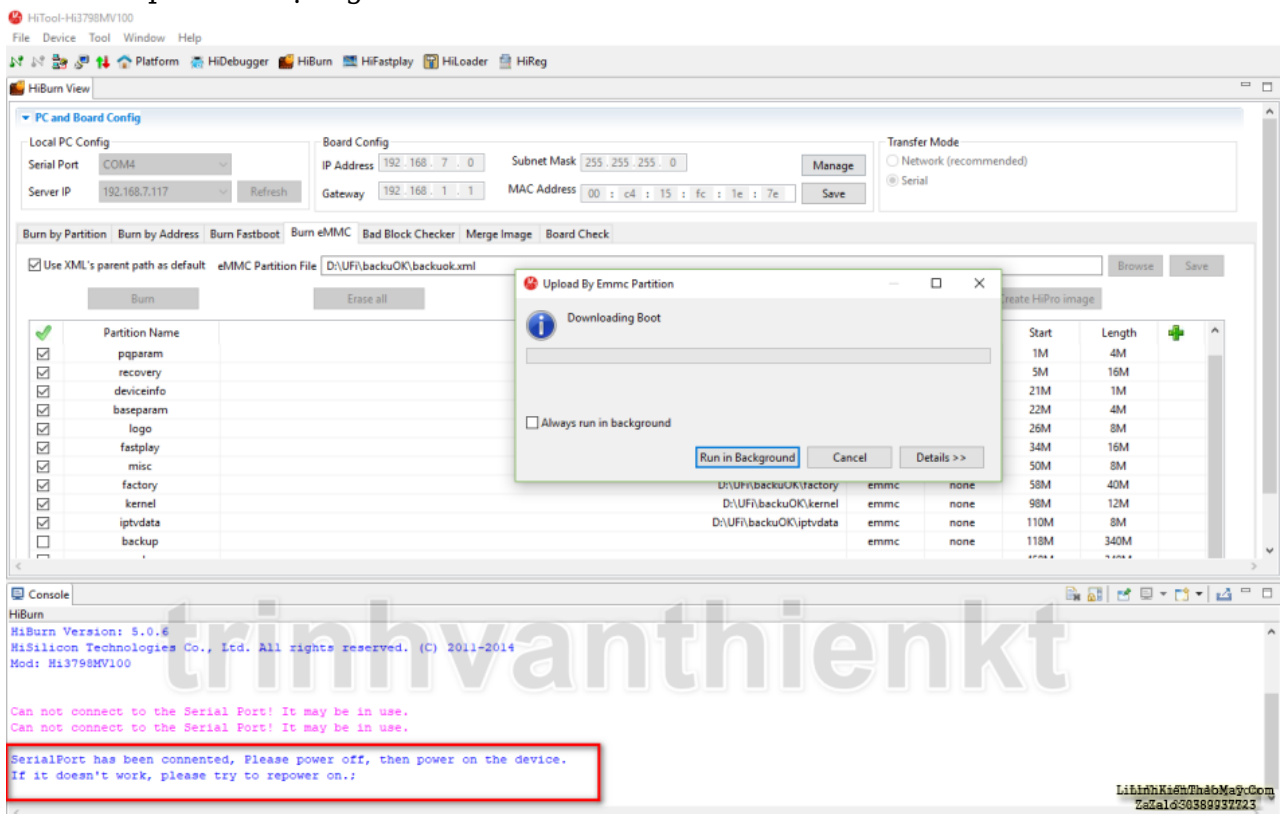 HiTool-Hi3798MV100
File Device Tool Window Help
Platform HiDebugger HiBurn HiFastplay HiLoader HiReg
HiBurn View
PC and Board Config
Local PC Config Board Config Transfer Mode
Serial Port COM4 IP Address 192 . 168 . 7 . 0 Subnet Mask 255 . 255 . 255 . 0 Manage Network (recommended)
Server IP 192.168.7.117 Refresh Gateway 192 . 168 . 1 . 1 MAC Address 00 : c4 : 15 : fc : 1e : 7e Save Serial
Burn by Partition Burn by Address Burn Fastboot Burn eMMC Bad Block Checker Merge Image Board Check
Use XML's parent path as default eMMC Partition File D:\UFi\backuOK\backuok.xml Browse Save
Burn Erase all Create HiPro image
Upload By Emmc Partition
Downloading Boot
Always run in background
Run in Background Cancel Details >>
Partition Name Start Length
pqparam 1M 4M
recovery 5M 16M
deviceinfo 21M 1M
baseparam 22M 4M
logo 26M 8M
fastplay 34M 16M
misc 50M 8M
factory D:\UFi\backuOK\factory emmc none 58M 40M
kernel D:\UFi\backuOK\kernel emmc none 98M 12M
iptvdata D:\UFi\backuOK\iptvdata emmc none 110M 8M
backup emmc none 118M 340M
Console
HiBurn
HiBurn Version: 5.0.6
HiSilicon Technologies Co., Ltd. All rights reserved. (C) 2011-2014
Mod: Hi3798MV100
trinhvanthienkt
Can not connect to the Serial Port! It may be in use.
Can not connect to the Serial Port! It may be in use.
SerialPort has been connented, Please power off, then power on the device.
If it doesn't work, please try to repower on.;